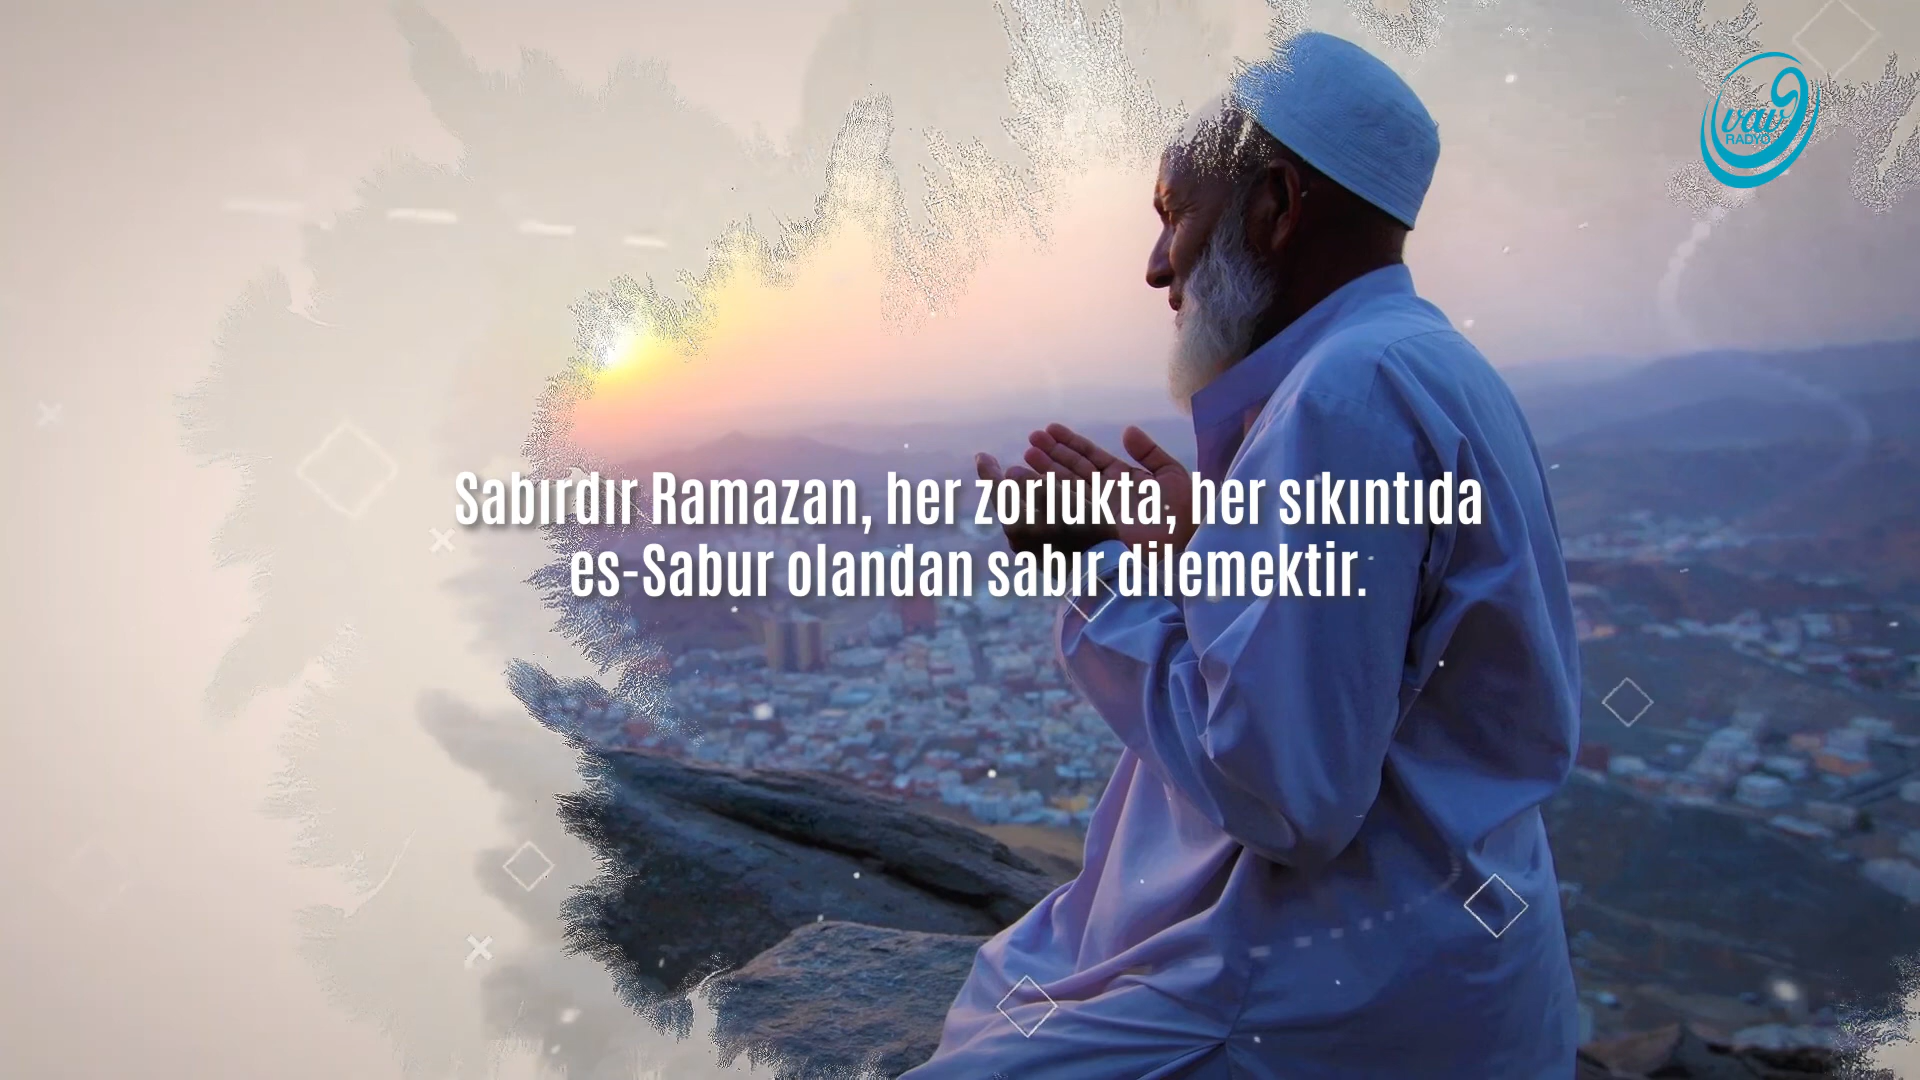 vav
RADYO
Sabırdır Ramazan, her zorlukta, her sıkıntıda
es-Sabur olandan sabır dilemektir.